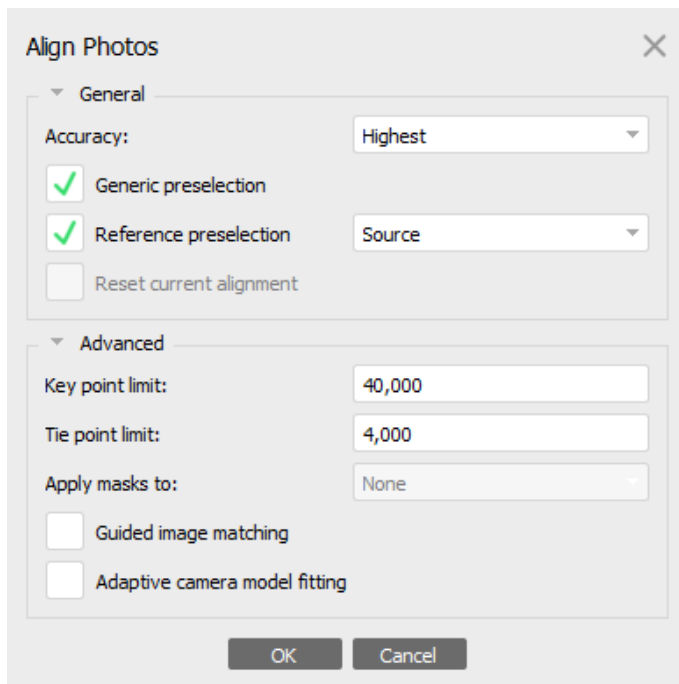 Align Photos
General
Accuracy: Highest
Generic preselection
Reference preselection Source
Reset current alignment
Advanced
Key point limit: 40,000
Tie point limit: 4,000
Apply masks to: None
Guided image matching
Adaptive camera model fitting
OK Cancel